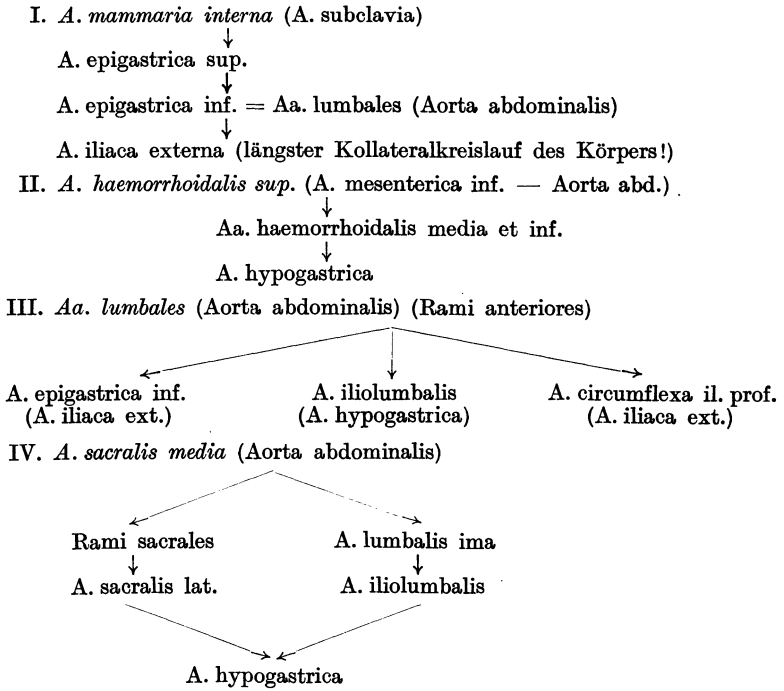 I. A. mammaria interna (A. subclavia)
A. epigastrica sup.
A. epigastrica inf. = Aa. lumbales (Aorta abdominalis)
A. iliaca externa (längster Kollateralkreislauf des Körpers!)
II. A. haemorrhoidalis sup. (A. mesenterica inf. — Aorta abd.)
Aa. haemorrhoidalis media et inf.
A. hypogastrica
III. Aa. lumbales (Aorta abdominalis) (Rami anteriores)
A. epigastrica inf. A. iliolumbalis A. circumflexa il. prof.
(A. iliaca ext.) (A. hypogastrica) (A. iliaca ext.)
IV. A. sacralis media (Aorta abdominalis)
Rami sacrales A. lumbalis ima
A. sacralis lat. A. iliolumbalis
A. hypogastrica